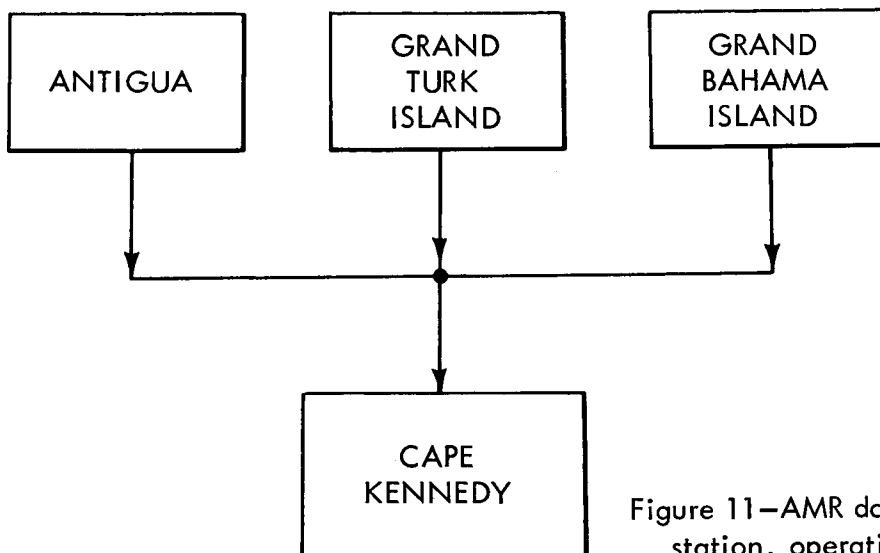 ANTIGUA
GRAND
TURK
ISLAND
GRAND
BAHAMA
ISLAND
CAPE
KENNEDY
Figure 11—AMR
station, operati